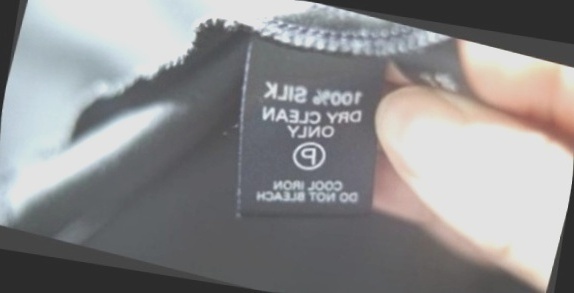 100% SILK
DRY CLEAN
ONLY
P
COOL IRON
DO NOT BLEACH